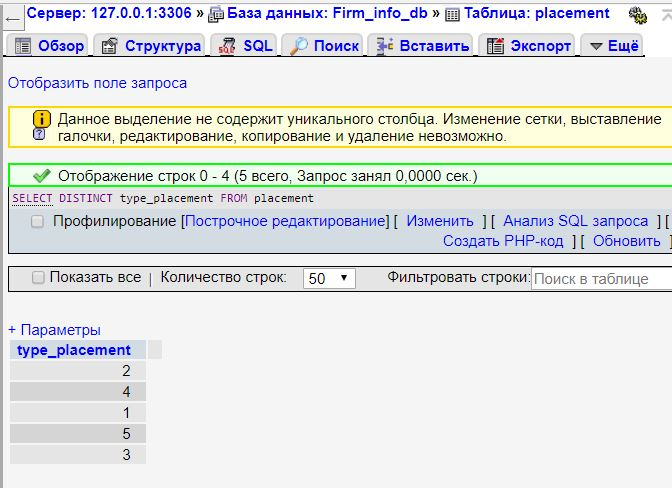 ← Сервер: 127.0.0.1:3306 » База данных: Firm_info_db » Таблица: placement
Обзор Структура SQL Поиск Вставить Экспорт Ещё
Отобразить поле запроса
Данное выделение не содержит уникального столбца. Изменение сетки, выставление
галочки, редактирование, копирование и удаление невозможно.
Отображение строк 0 - 4 (5 всего, Запрос занял 0,0000 сек.)
SELECT DISTINCT type_placement FROM placement
Профилирование [Построчное редактирование] [ Изменить ] [ Анализ SQL запроса ] [
Создать PHP-код ] [ Обновить ]
Показать все | Количество строк: 50 Фильтровать строки: Поиск в таблице
+ Параметры
type_placement
2
4
1
5
3